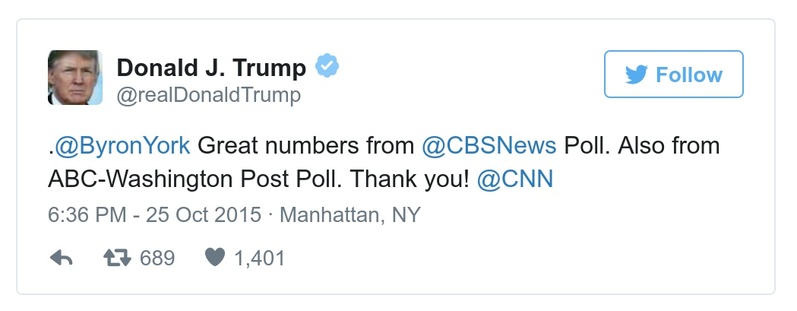 Donald J. Trump
@realDonaldTrump
Follow
.@ByronYork Great numbers from @CBSNews Poll. Also from
ABC-Washington Post Poll. Thank you! @CNN
6:36 PM - 25 Oct 2015 · Manhattan, NY
689 1,401